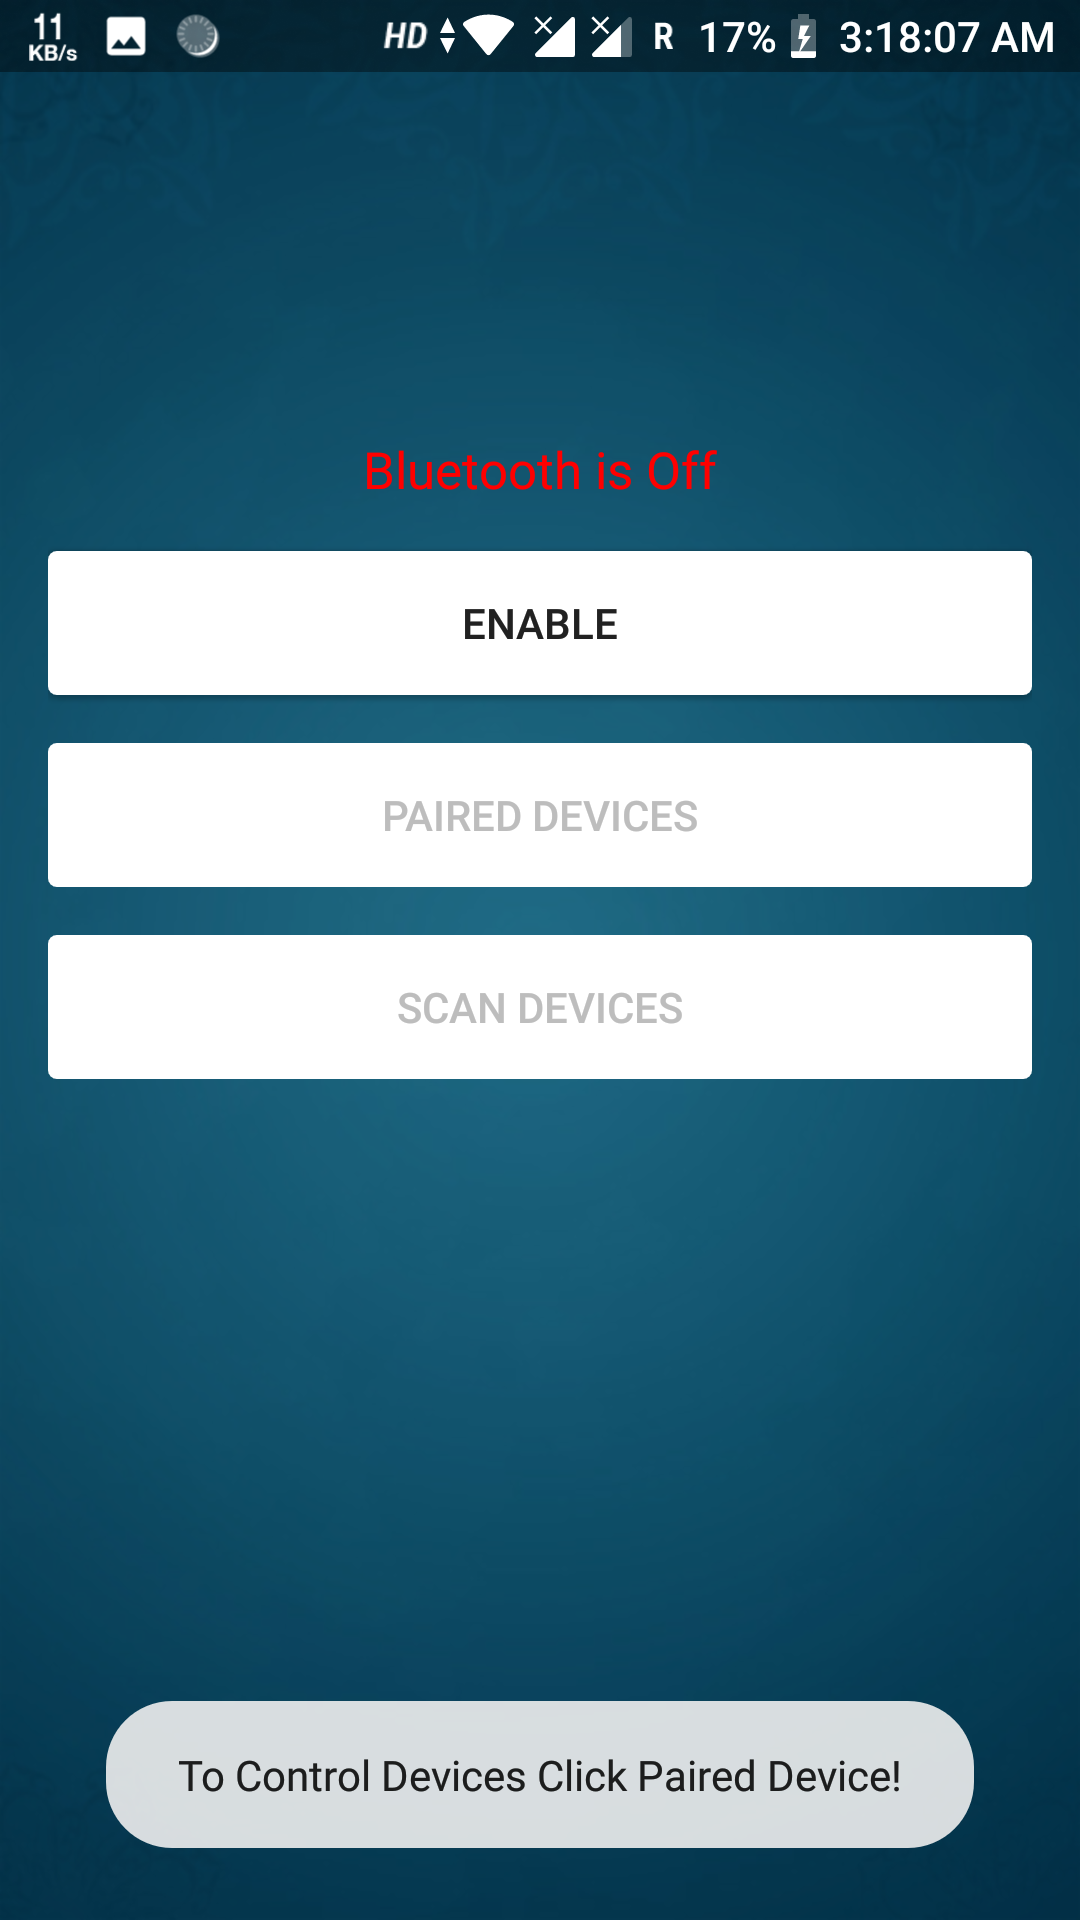 11 KB/s HD R 17% 3:18:07 AM
Bluetooth is Off
ENABLE
PAIRED DEVICES
SCAN DEVICES
To Control Devices Click Paired Device!